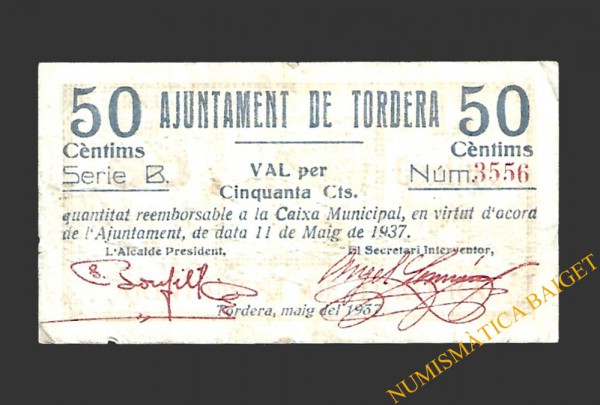 50 AJUNTAMENT DE TORDERA 50
Cèntims Cèntims
Serie B. VAL per Núm.3556
Cinquanta Cts.
quantitat reemborsable a la Caixa Municipal, en virtut d'acord
de l'Ajuntament, de data 11 de Maig de 1937.
L'Alcalde President, El Secretari Interventor,
Tordera, maig del 1937
NUMISMÀTICA BAIGET